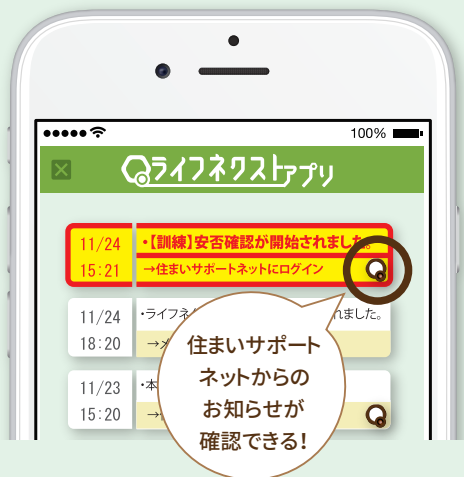 100%
ライフネクストアプリ
11/24
15:21
・【訓練】安否確認が開始されました。
→住まいサポートネットにログイン
11/24
18:20
・ライフネ
れました。
→メ
11/23
15:20
・本
→
住まいサポート
ネットからの
お知らせが
確認できる!